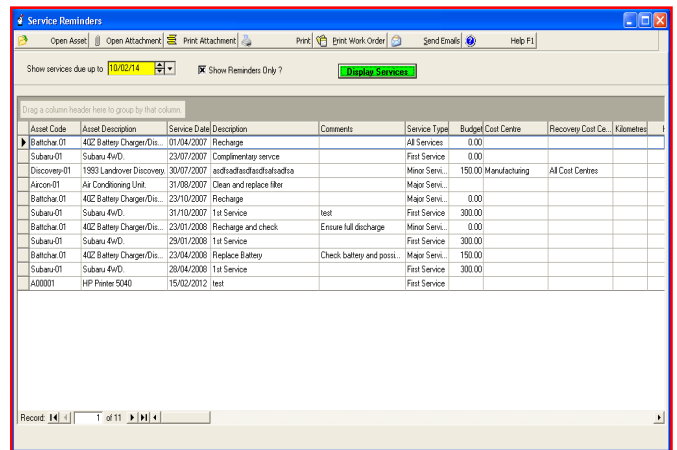 Service Reminders
Open Asset Open Attachment Print Attachment Print Print Work Order Send Emails Help F1
Show services due up to 10/02/14 Show Reminders Only ? Display Services
Drag a column header here to group by that column.
Asset Code Asset Description Service Date Description Comments Service Type Budget Cost Centre Recovery Cost Ce... Kilometres
Battchar.01 40Z Battery Charger/Dis... 01/04/2007 Recharge All Services 0.00
Subaru-01 Subaru 4WD. 23/07/2007 Complimentary servce First Service 0.00
Discovery-01 1993 Landrover Discovery. 30/07/2007 asdfsadfasdfasdfsafsadfsa Minor Servi... 150.00 Manufacturing All Cost Centres
Aircon-01 Air Conditioning Unit. 31/08/2007 Clean and replace filter Major Servi...
Battchar.01 40Z Battery Charger/Dis... 23/10/2007 Recharge Major Servi... 0.00
Subaru-01 Subaru 4WD. 31/10/2007 1st Service test First Service 300.00
Battchar.01 40Z Battery Charger/Dis... 23/01/2008 Recharge and check Ensure full discharge Minor Servi... 0.00
Subaru-01 Subaru 4WD. 29/01/2008 1st Service First Service 300.00
Battchar.01 40Z Battery Charger/Dis... 23/04/2008 Replace Battery Check battery and possi... Major Servi... 150.00
Subaru-01 Subaru 4WD. 28/04/2008 1st Service First Service 300.00
A00001 HP Printer 5040 15/02/2012 test First Service
Record: 1 of 11